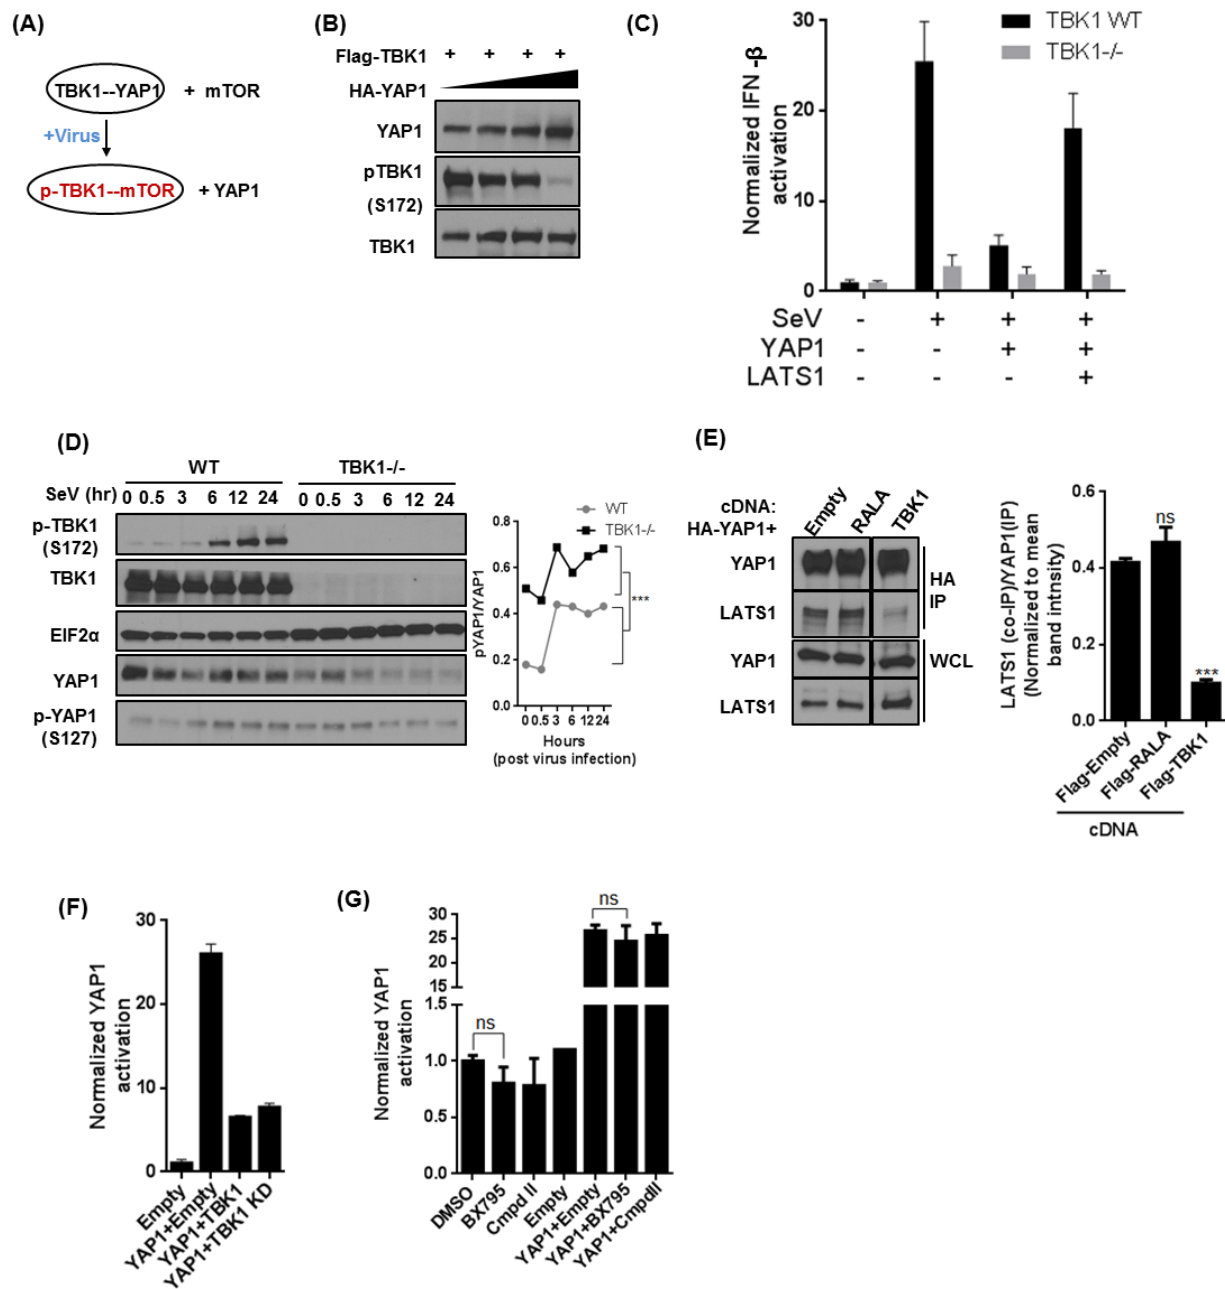 (A)
TBK1--YAP1 + mTOR
+Virus
p-TBK1--mTOR + YAP1
(B)
Flag-TBK1 + + + +
HA-YAP1
YAP1
pTBK1
(S172)
TBK1
(C)
Normalized IFN-β
activation
30
20
10
0
TBK1 WT
TBK1-/-
SeV - + + +
YAP1 - - + +
LATS1 - - - +
(D)
WT TBK1-/-
SeV (hr) 0 0.5 3 6 12 24 0 0.5 3 6 12 24
p-TBK1
(S172)
TBK1
EIF2α
YAP1
p-YAP1
(S127)
WT
TBK1-/-
pYAP1/YAP1
0.8
0.6
0.4
0.2
0.0
***
0 0.5 3 6 12 24
Hours
(post virus infection)
(E)
cDNA:
HA-YAP1+
Empty
RALA
TBK1
YAP1
LATS1
HA
IP
YAP1
LATS1
WCL
LATS1 (co-IP)/YAP1(IP)
(Normalized to mean
band intnsity)
0.6
0.4
0.2
0.0
ns
***
Flag-Empty
Flag-RALA
Flag-TBK1
cDNA
(F)
Normalized YAP1
activation
30
20
10
0
Empty
YAP1+Empty
YAP1+TBK1
YAP1+TBK1 KD
(G)
Normalized YAP1
activation
30
25
20
15
1.5
1.0
0.5
0.0
ns
ns
DMSO
BX795
Cmpd II
Empty
YAP1+Empty
YAP1+BX795
YAP1+CmpdII